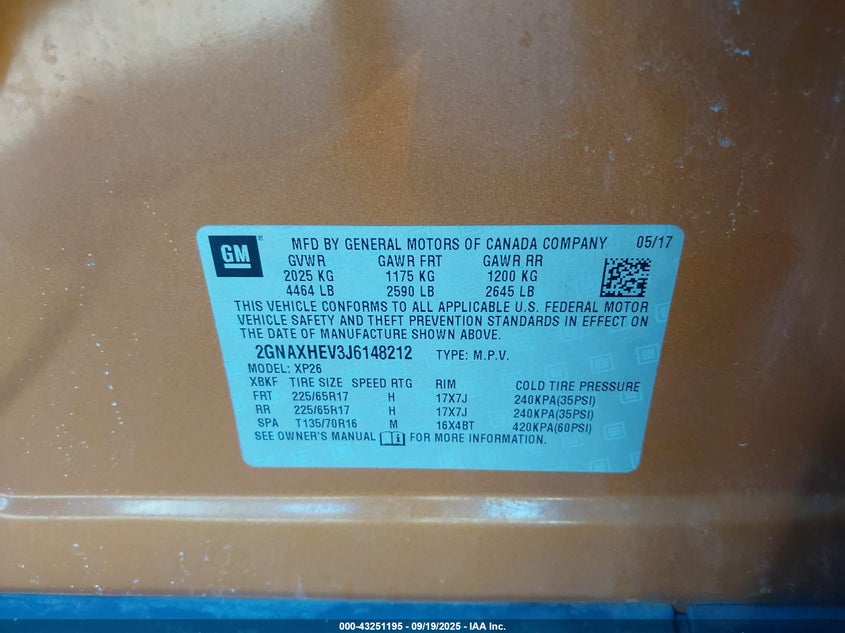 GM
MFD BY GENERAL MOTORS OF CANADA COMPANY 05/17
GVWR GAWR FRT GAWR RR
2025 KG 1175 KG 1200 KG
4464 LB 2590 LB 2645 LB
THIS VEHICLE CONFORMS TO ALL APPLICABLE U.S. FEDERAL MOTOR
VEHICLE SAFETY AND THEFT PREVENTION STANDARDS IN EFFECT ON
THE DATE OF MANUFACTURE SHOWN ABOVE.
2GNAXHEV3J6148212 TYPE: M.P.V.
MODEL: XP26
XBKF TIRE SIZE SPEED RTG RIM COLD TIRE PRESSURE
FRT 225/65R17 H 17X7J 240KPA(35PSI)
RR 225/65R17 H 17X7J 240KPA(35PSI)
SPA T135/70R16 M 16X4BT 420KPA(60PSI)
SEE OWNER'S MANUAL FOR MORE INFORMATION.
000-43251195 - 09/19/2025 - IAA Inc.